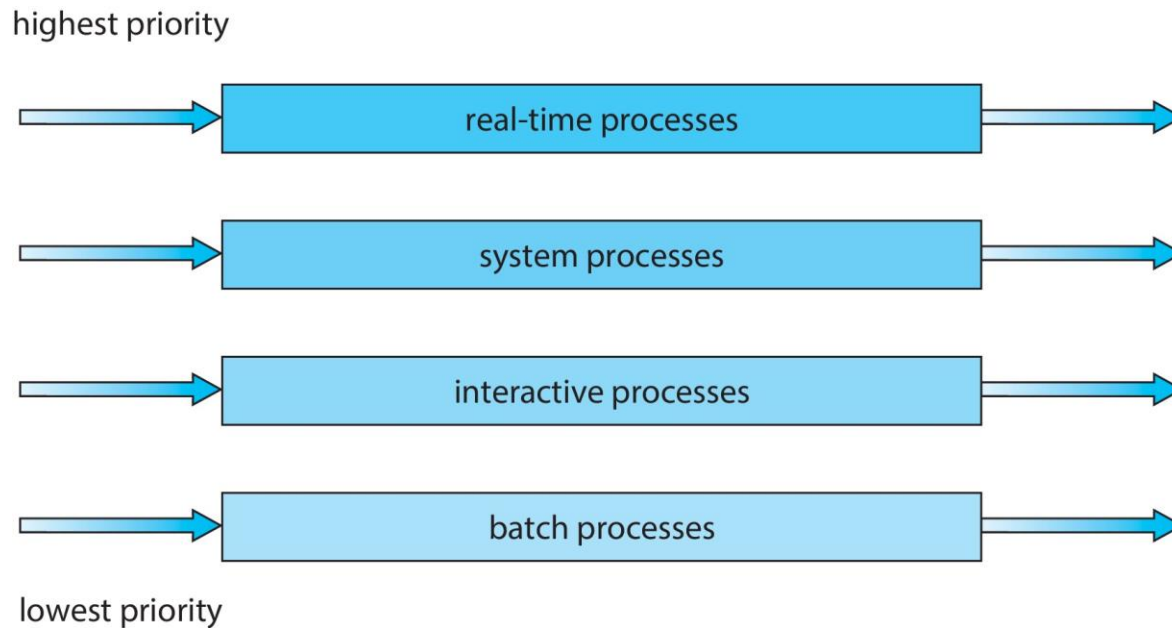 highest priority
real-time processes
system processes
interactive processes
batch processes
lowest priority